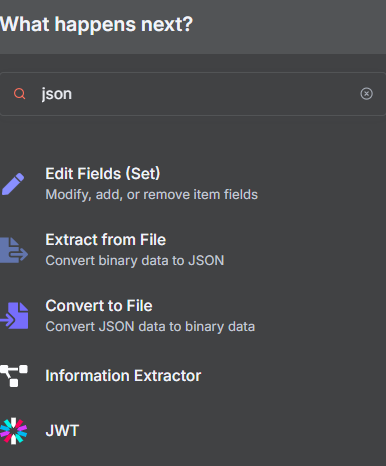 What happens next?
json
Edit Fields (Set)
Modify, add, or remove item fields
Extract from File
Convert binary data to JSON
Convert to File
Convert JSON data to binary data
Information Extractor
JWT